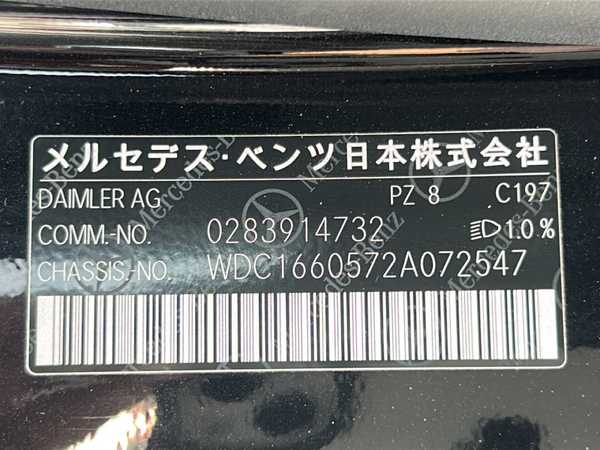 メルセデス・ベンツ日本株式会社
DAIMLER AG PZ 8 C197
COMM.-NO. 0283914732 1.0%
CHASSIS.-NO. WDC1660572A072547